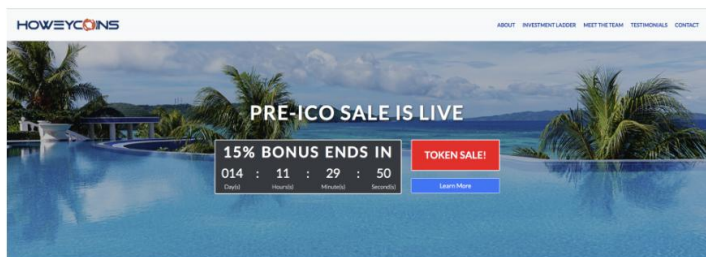 HOWEYCOINS
ABOUT INVESTMENT LADDER MEET THE TEAM TESTIMONIALS CONTACT
PRE-ICO SALE IS LIVE
15% BONUS ENDS IN
014 : 11 : 29 : 50
Day(s) Hours(s) Minute(s) Second(s)
TOKEN SALE!
Learn More